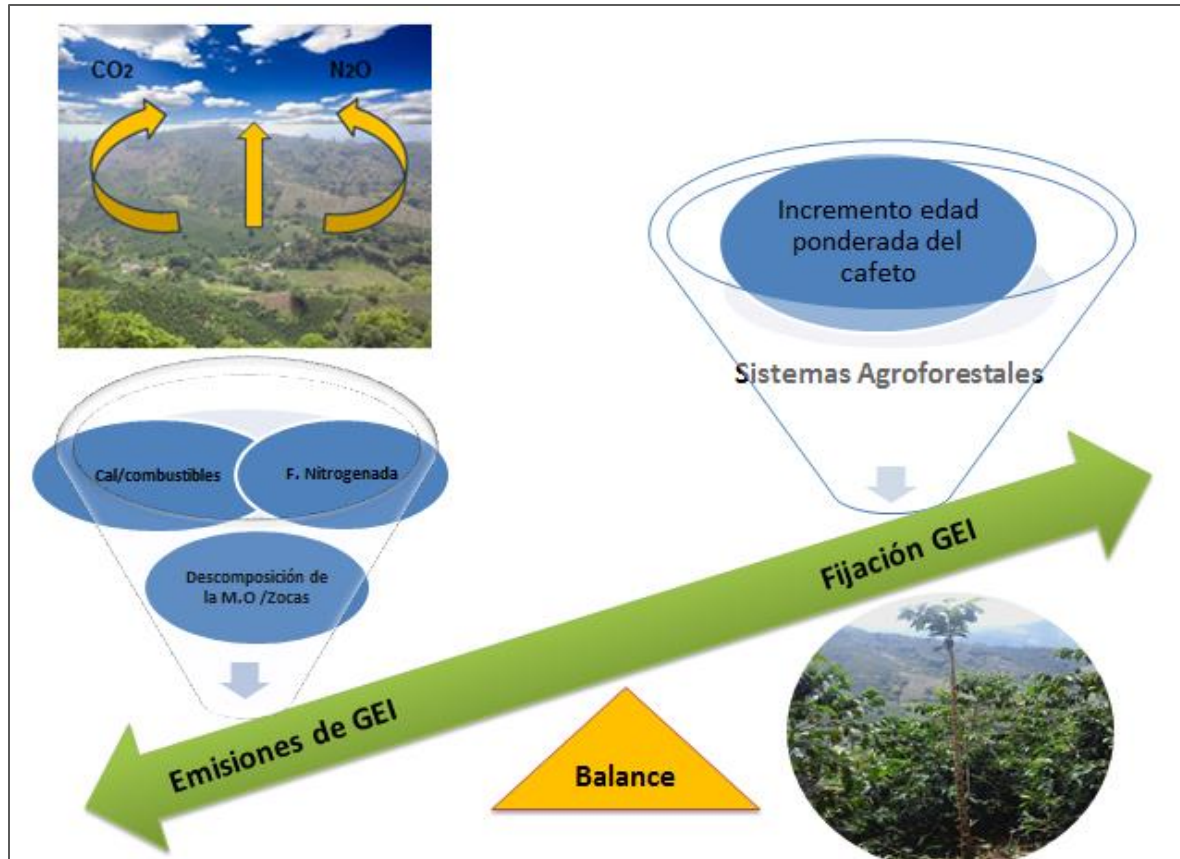 CO2
N2O
Cal/combustibles
F. Nitrogenada
Descomposición de
la M.O /Zocas
Incremento edad
ponderada del
cafeto
Sistemas Agroforestales
Emisiones de GEI
Fijación GEI
Balance